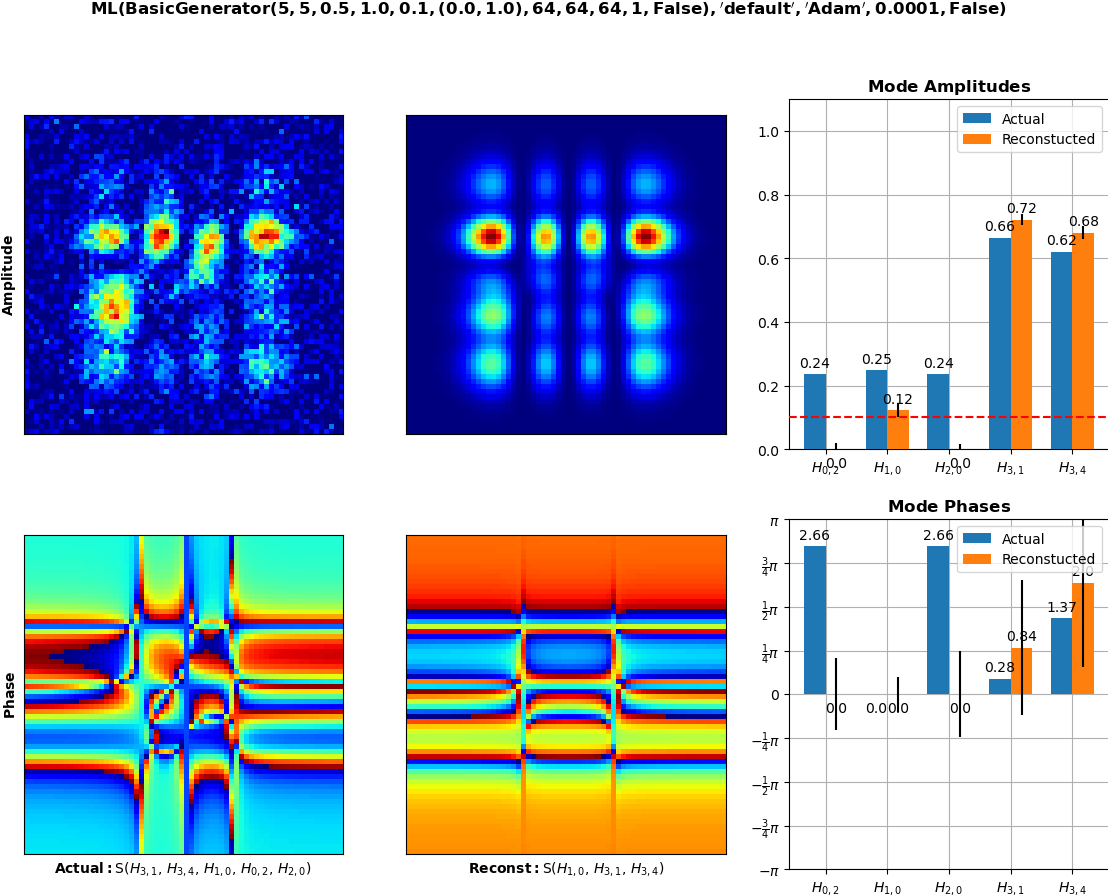 ML(BasicGenerator(5, 5, 0.5, 1.0, 0.1, (0.0, 1.0), 64, 64, 64, 1, False), ′default′, ′Adam′, 0.0001, False)
Amplitude
Mode Amplitudes
Actual
Reconstucted
1.0
0.8
0.6
0.4
0.2
0.0
0.24
0.0
0.25
0.12
0.24
0.0
0.66
0.72
0.62
0.68
H0,2
H1,0
H2,0
H3,1
H3,4
Phase
Actual: S(H3,1, H3,4, H1,0, H0,2, H2,0)
Reconst: S(H1,0, H3,1, H3,4)
Mode Phases
Actual
Reconstucted
π
3/4π
1/2π
1/4π
0
−1/4π
−1/2π
−3/4π
−π
2.66
0.0
0.0
0.0
2.66
0.0
0.28
0.84
1.37
2.0
H0,2
H1,0
H2,0
H3,1
H3,4